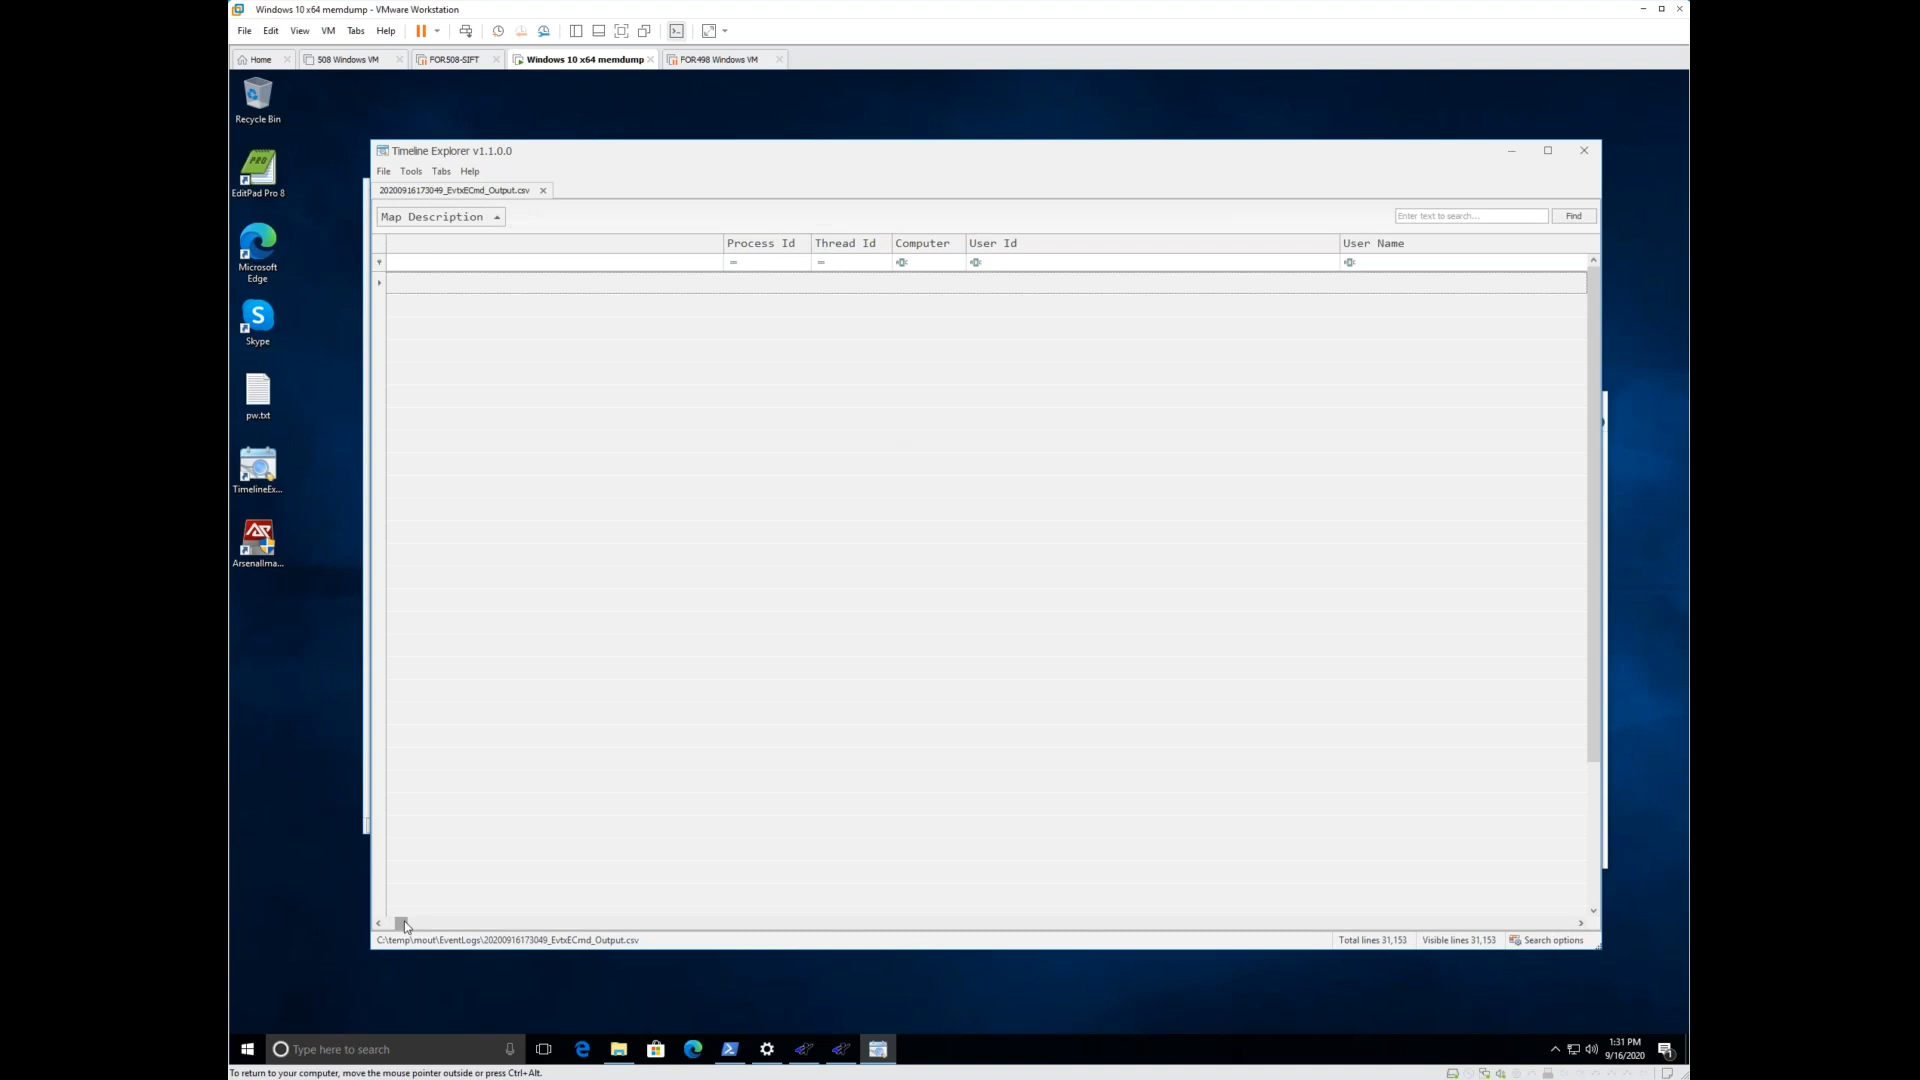 Windows 10 x64 memdump - VMware Workstation
File Edit View VM Tabs Help
Home 508 Windows VM FOR508-SIFT Windows 10 x64 memdump FOR498 Windows VM
Recycle Bin
EditPad Pro 8
Microsoft
Edge
Skype
pw.txt
TimelineEx...
ArsenalIma...
Timeline Explorer v1.1.0.0
File Tools Tabs Help
20200916173049_EvtxECmd_Output.csv
Map Description
Enter text to search...
Find
Process Id Thread Id Computer User Id User Name
= =
C:\temp\mout\EventLogs\20200916173049_EvtxECmd_Output.csv
Total lines 31,153 Visible lines 31,153 Search options
Type here to search
1:31 PM
9/16/2020
1
To return to your computer, move the mouse pointer outside or press Ctrl+Alt.